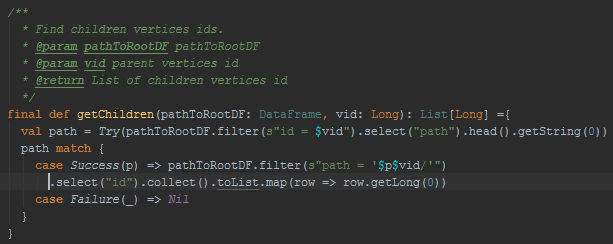 /**
 * Find children vertices ids.
 * @param pathToRootDF pathToRootDF
 * @param vid parent vertices id
 * @return List of children vertices id
 */
final def getChildren(pathToRootDF: DataFrame, vid: Long): List[Long] ={
  val path = Try(pathToRootDF.filter(s"id = $vid").select("path").head().getString(0))
  path match {
    case Success(p) => pathToRootDF.filter(s"path = '$p$vid/'")
      .select("id").collect().toList.map(row => row.getLong(0))
    case Failure(_) => Nil
  }
}